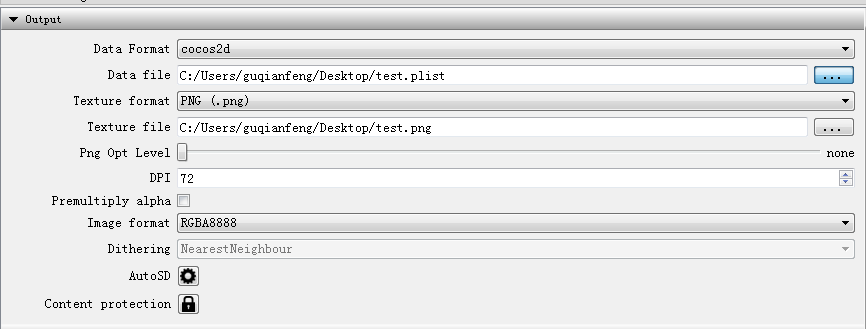 Output
Data Format cocos2d
Data file C:/Users/guqianfeng/Desktop/test.plist ...
Texture format PNG (.png)
Texture file C:/Users/guqianfeng/Desktop/test.png ...
Png Opt Level none
DPI 72
Premultiply alpha
Image format RGBA8888
Dithering NearestNeighbour
AutoSD
Content protection